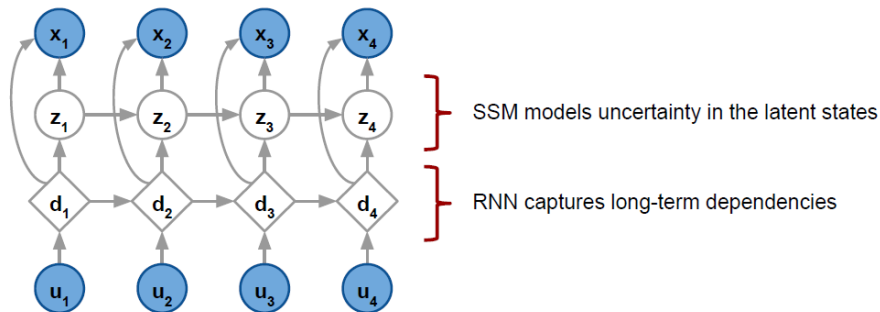 x1 x2 x3 x4
z1 z2 z3 z4
SSM models uncertainty in the latent states
d1 d2 d3 d4
RNN captures long-term dependencies
u1 u2 u3 u4